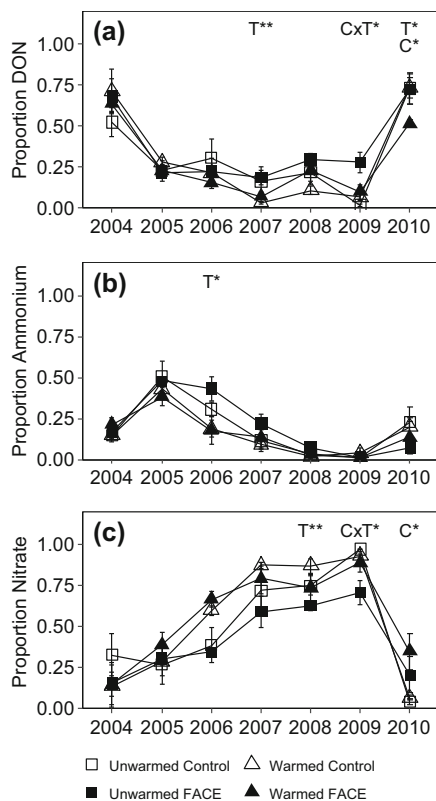 (a)
T** CxT* T*
C*
Proportion DON
1.00
0.75
0.50
0.25
0.00
2004 2005 2006 2007 2008 2009 2010
(b)
T*
Proportion Ammonium
1.00
0.75
0.50
0.25
0.00
2004 2005 2006 2007 2008 2009 2010
(c)
T** CxT* C*
Proportion Nitrate
1.00
0.75
0.50
0.25
0.00
2004 2005 2006 2007 2008 2009 2010
Unwarmed Control Warmed Control
Unwarmed FACE Warmed FACE